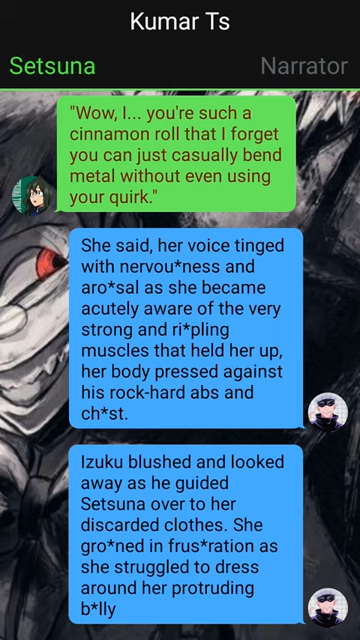 Kumar Ts
Setsuna
Narrator
"Wow, I... you're such a
cinnamon roll that I forget
you can just casually bend
metal without even using
your quirk."
She said, her voice tinged
with nervou*ness and
aro*sal as she became
acutely aware of the very
strong and ri*pling
muscles that held her up,
her body pressed against
his rock-hard abs and
ch*st.
Izuku blushed and looked
away as he guided
Setsuna over to her
discarded clothes. She
gro*ned in frus*ration as
she struggled to dress
around her protruding
b*lly